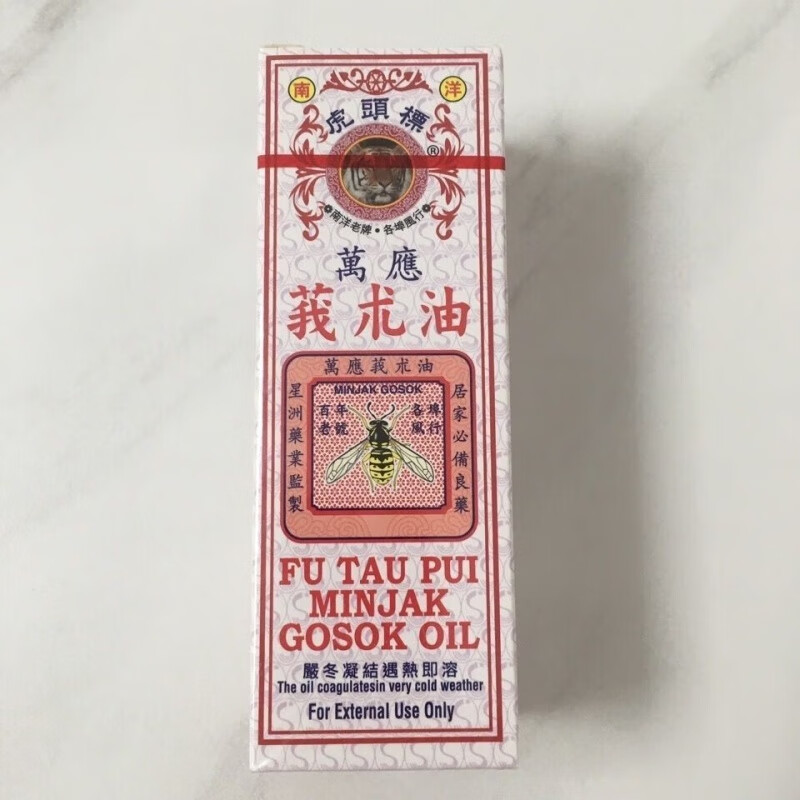 南 洋
虎頭標
®
南洋老牌 • 各埠風行
萬應
莪朮油
萬應莪朮油
MINJAK GOSOK
百年老號
各埠風行
星洲藥業監製
居家必備良藥
FU TAU PUI
MINJAK
GOSOK OIL
嚴冬凝結遇熱即溶
The oil coagulatesin very cold weather
For External Use Only